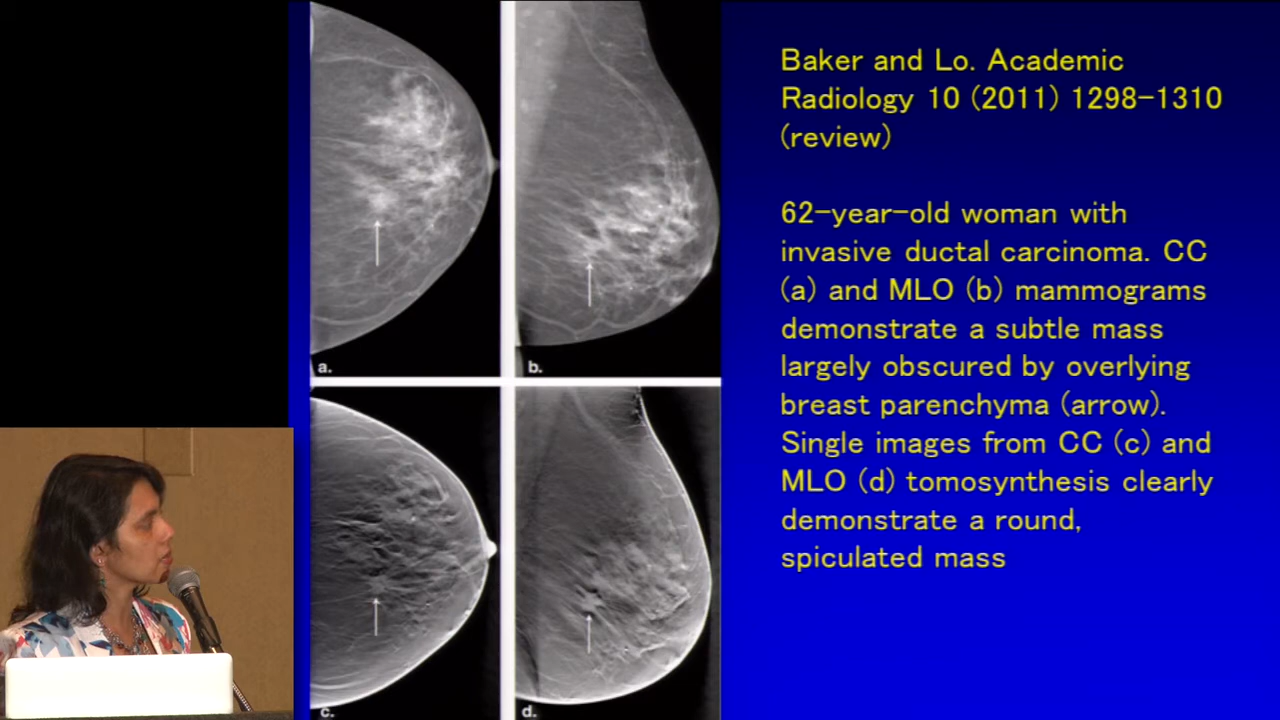 Baker and Lo. Academic
Radiology 10 (2011) 1298-1310
(review)
62-year-old woman with
invasive ductal carcinoma. CC
(a) and MLO (b) mammograms
demonstrate a subtle mass
largely obscured by overlying
breast parenchyma (arrow).
Single images from CC (c) and
MLO (d) tomosynthesis clearly
demonstrate a round,
spiculated mass
a.
b.
c.
d.